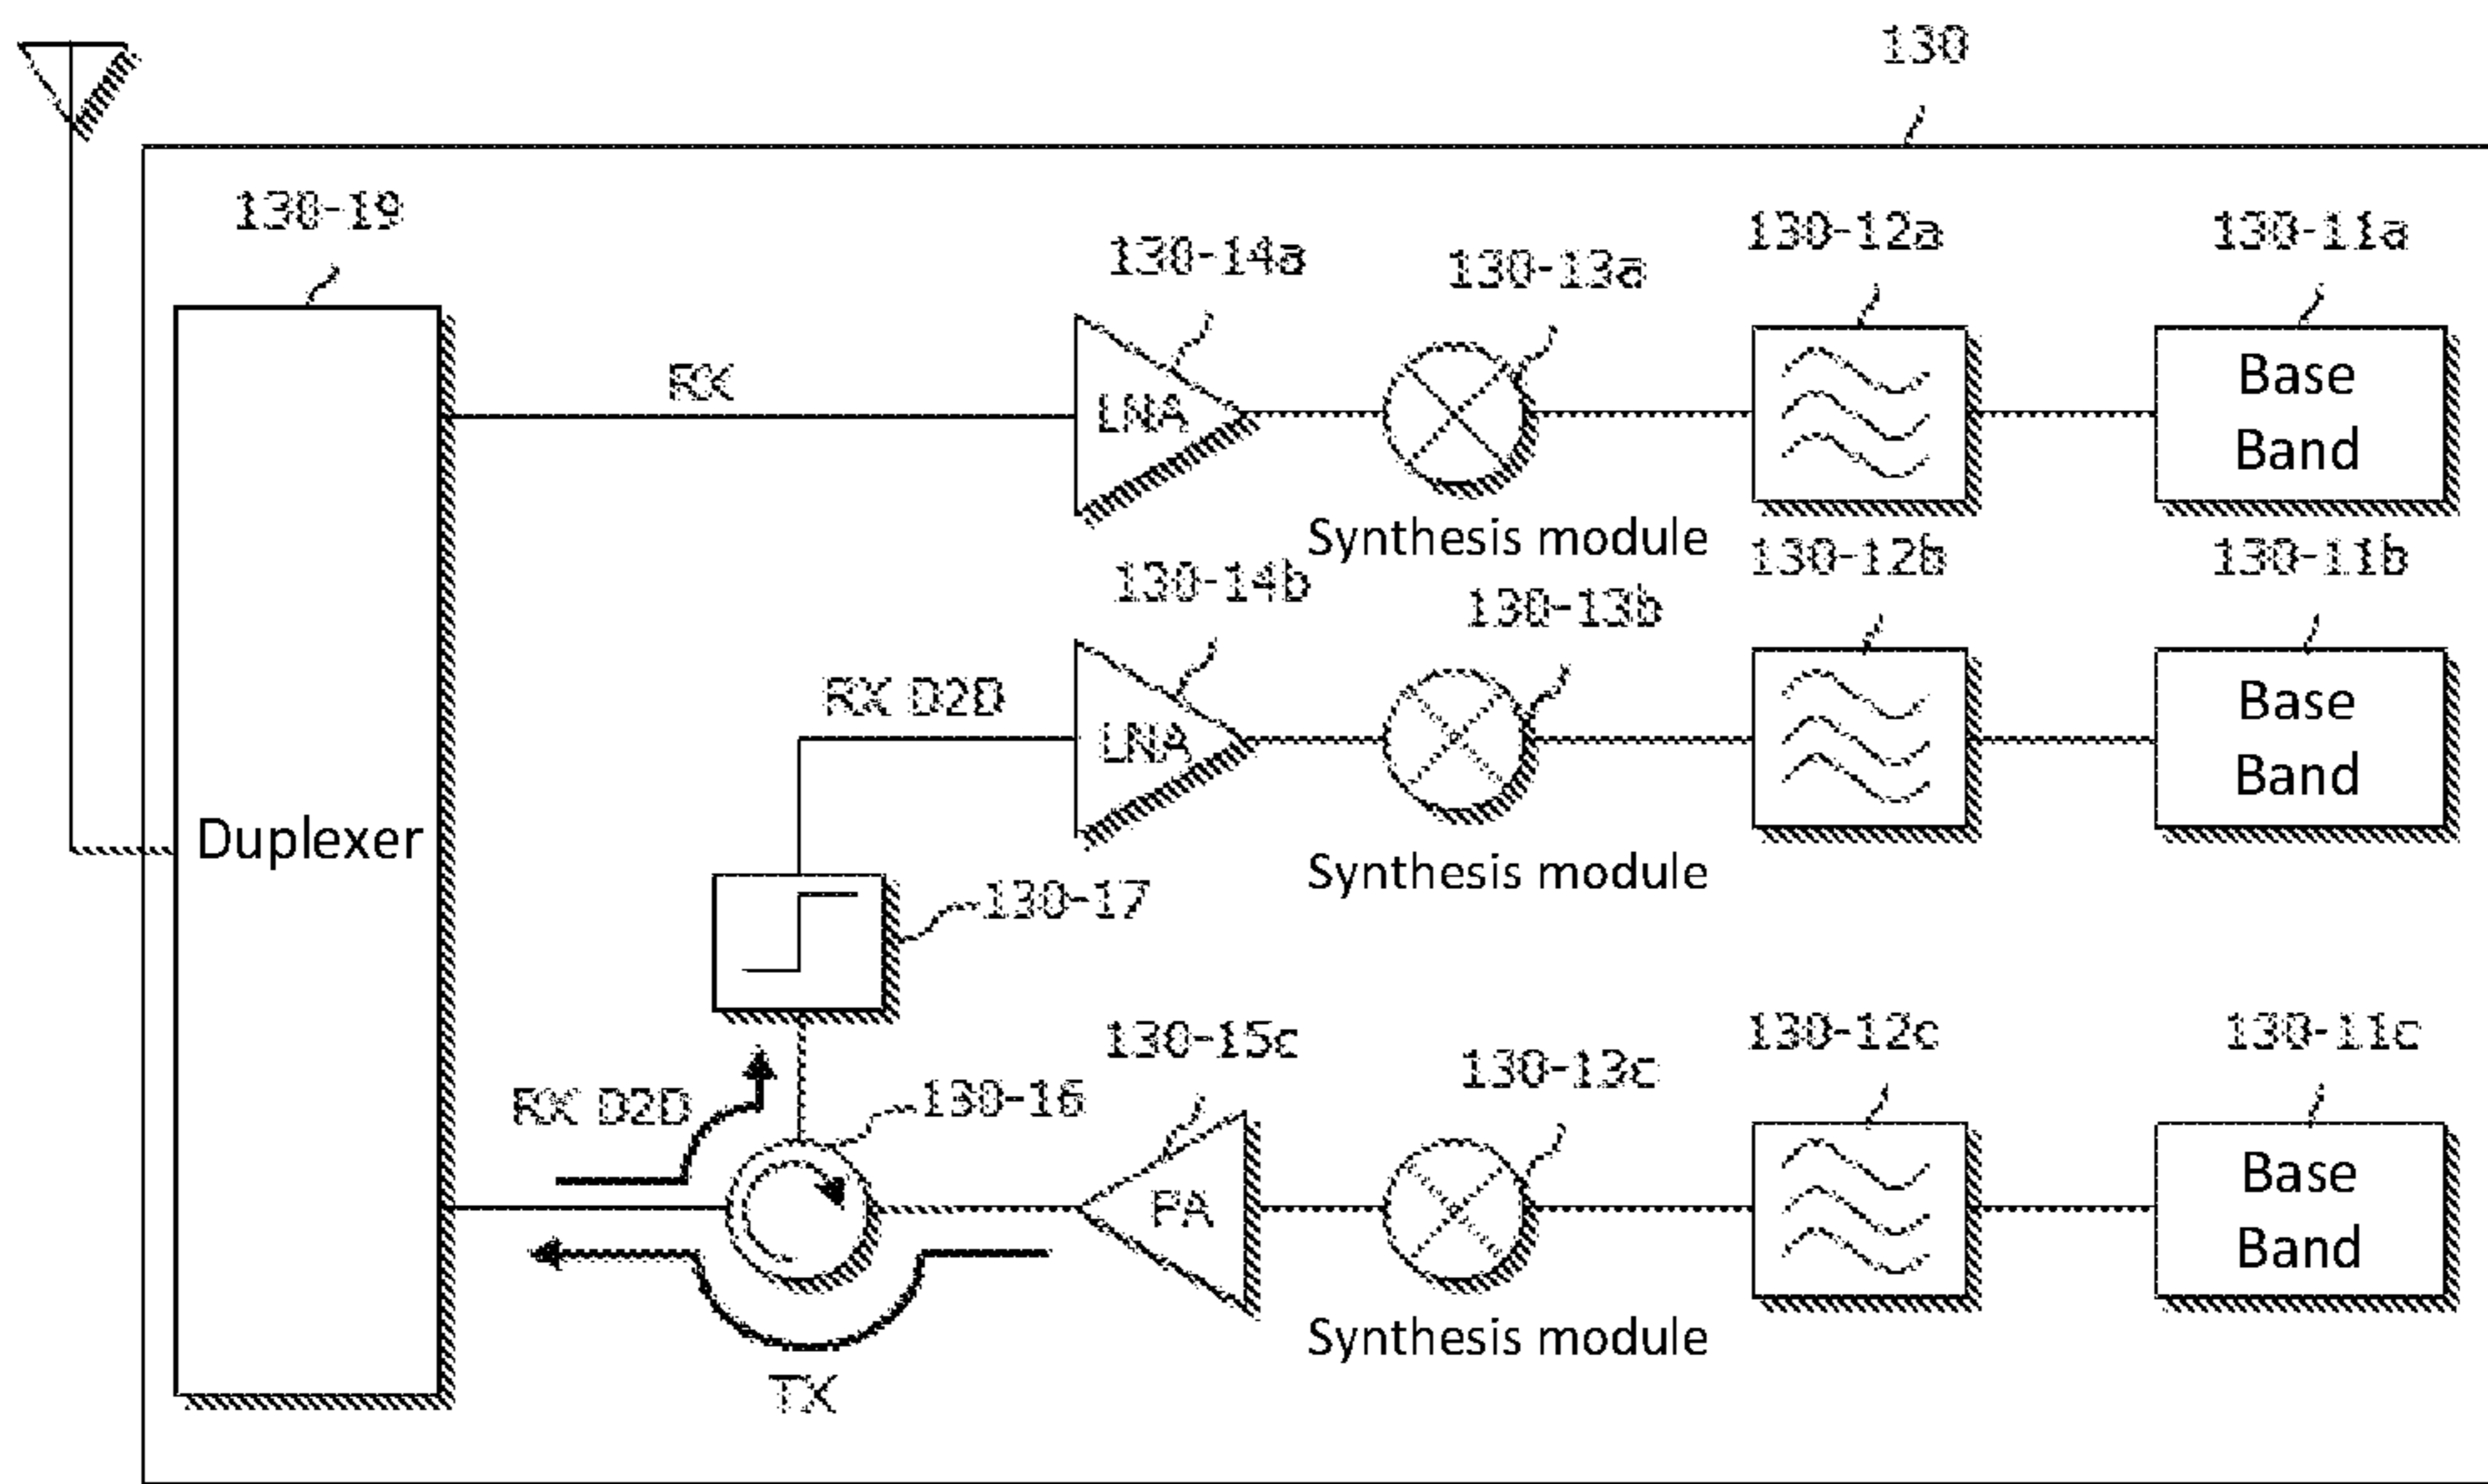 130
130-19
130-14a
130-13a
130-12a
130-11a
RX
LNA
Base
Band
Synthesis module
130-14b
130-13b
130-12b
130-11b
RX D2D
LNA
Base
Band
Duplexer
Synthesis module
130-17
130-15c
130-13c
130-12c
130-11c
RX D2D
130-16
PA
Base
Band
Synthesis module
TX